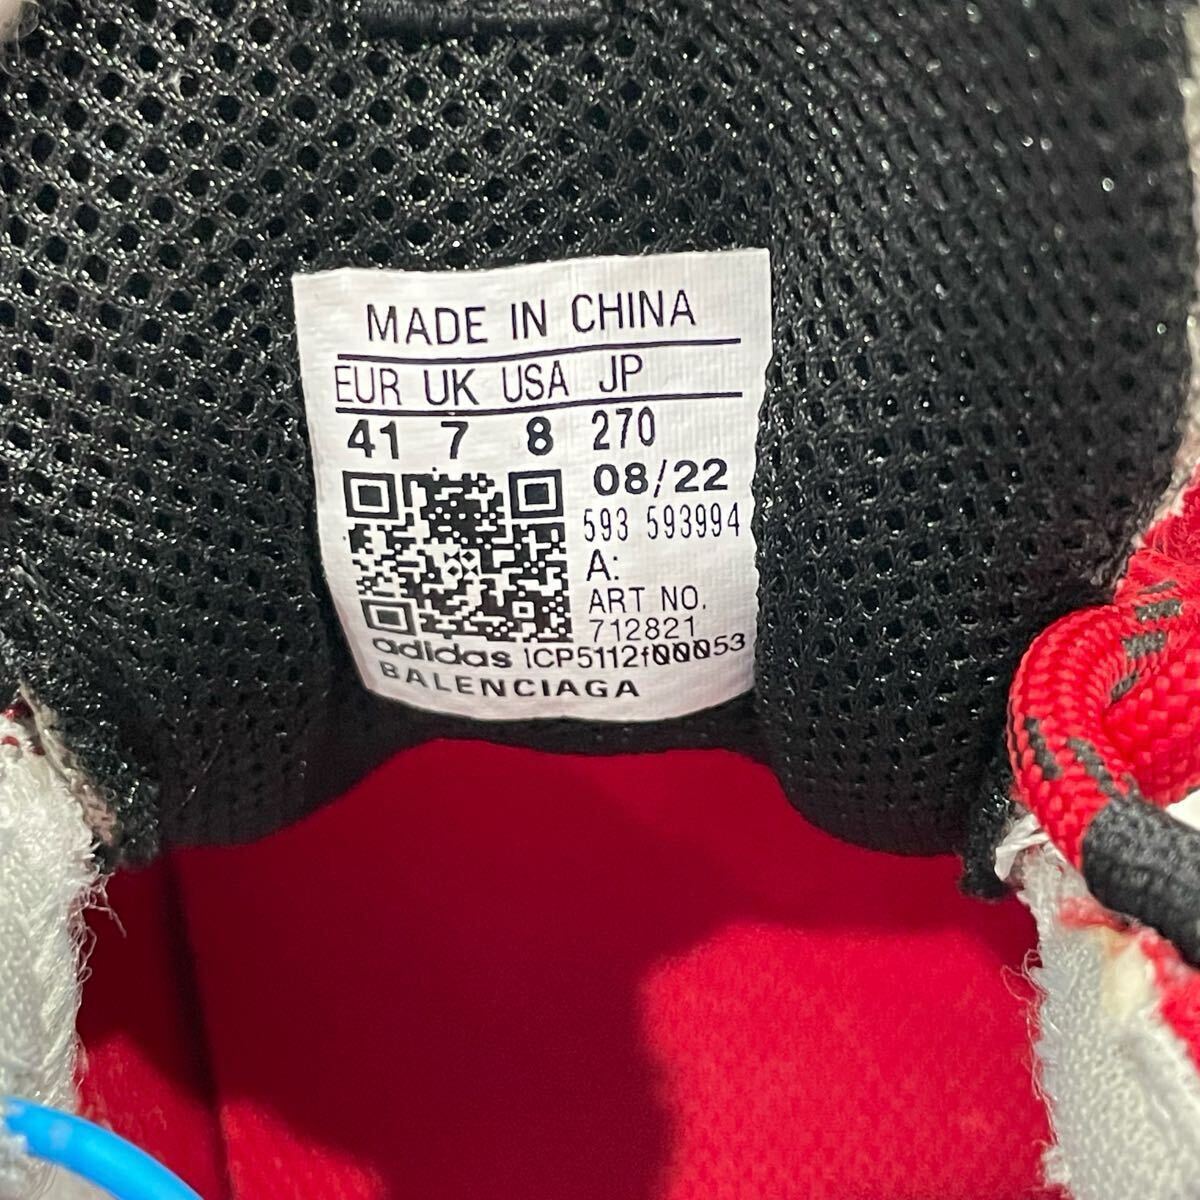 MADE IN CHINA
EUR UK USA JP
41 7 8 270
08/22
593 593994
A:
ART NO.
712821
adidas 1CP5112f00053
BALENCIAGA